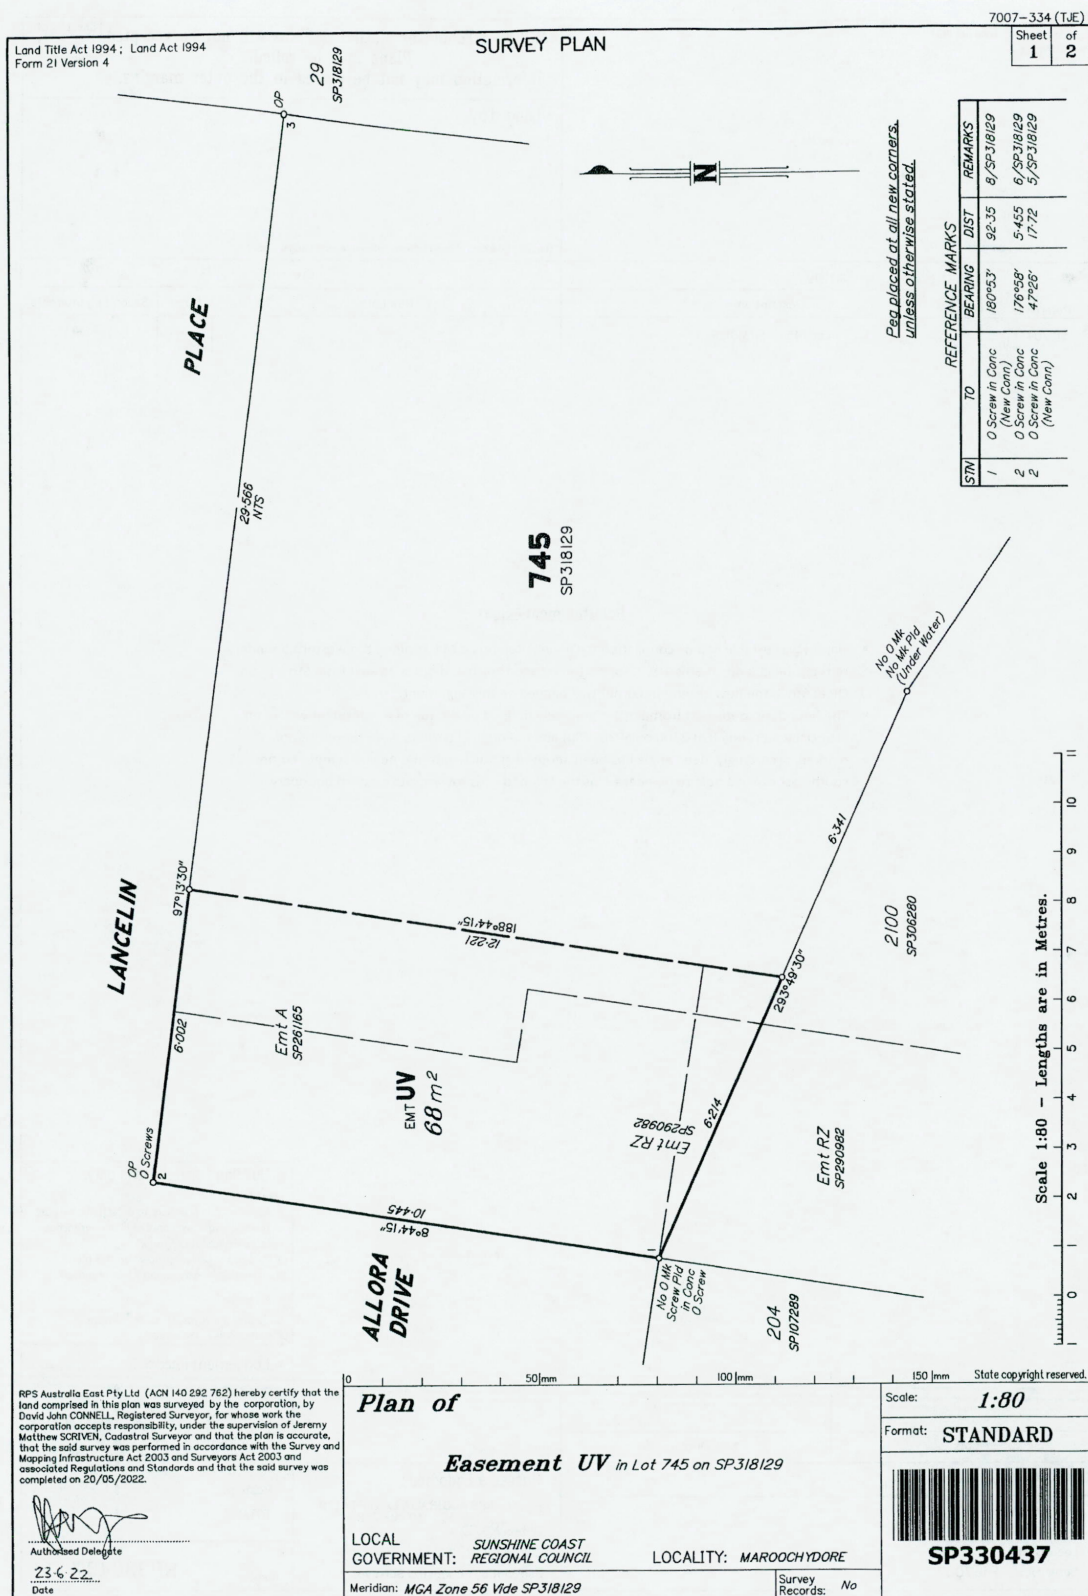 7007-334 (TJE)
Land Title Act 1994 ; Land Act 1994
Form 21 Version 4
SURVEY PLAN
Sheet
1
of
2
29
SP318129
OP
3
N
Peg placed at all new corners,
unless otherwise stated.
REFERENCE MARKS
STN TO BEARING DIST REMARKS
1 O Screw in Conc 180°53' 92·35 8/SP318129
(New Conn)
2 O Screw in Conc 176°58' 5·455 6/SP318129
2 O Screw in Conc 47°26' 17·72 5/SP318129
(New Conn)
PLACE
29·566
NTS
745
SP318129
No O Mk
No Mk Pld
(Under Water)
6·341
LANCELIN
97°13'30"
188°44'15"
12·221
2100
SP306280
293°49'30"
6·002
Emt A
SP261165
EMT UV
68 m²
Emt RZ
SP290982
6·214
Emt RZ
SP290982
OP
O Screws
2
10·445
8°44'15"
ALLORA
DRIVE
1
No O Mk
Screw Pld
in Conc
O Screw
204
SP107289
Scale 1:80 - Lengths are in Metres.
1 0 1 2 3 4 5 6 7 8 9 10 11
0 50 mm 100 mm 150 mm State copyright reserved.
RPS Australia East Pty Ltd (ACN 140 292 762) hereby certify that the
land comprised in this plan was surveyed by the corporation, by
David John CONNELL, Registered Surveyor, for whose work the
corporation accepts responsibility, under the supervision of Jeremy
Matthew SCRIVEN, Cadastral Surveyor and that the plan is accurate,
that the said survey was performed in accordance with the Survey and
Mapping Infrastructure Act 2003 and Surveyors Act 2003 and
associated Regulations and Standards and that the said survey was
completed on 20/05/2022.
Authorised Delegate
23·6·22
Date
Plan of
Easement UV in Lot 745 on SP318129
LOCAL
GOVERNMENT: SUNSHINE COAST
REGIONAL COUNCIL
LOCALITY: MAROOCHYDORE
Meridian: MGA Zone 56 Vide SP318129
Survey
Records: No
Scale: 1:80
Format: STANDARD
SP330437